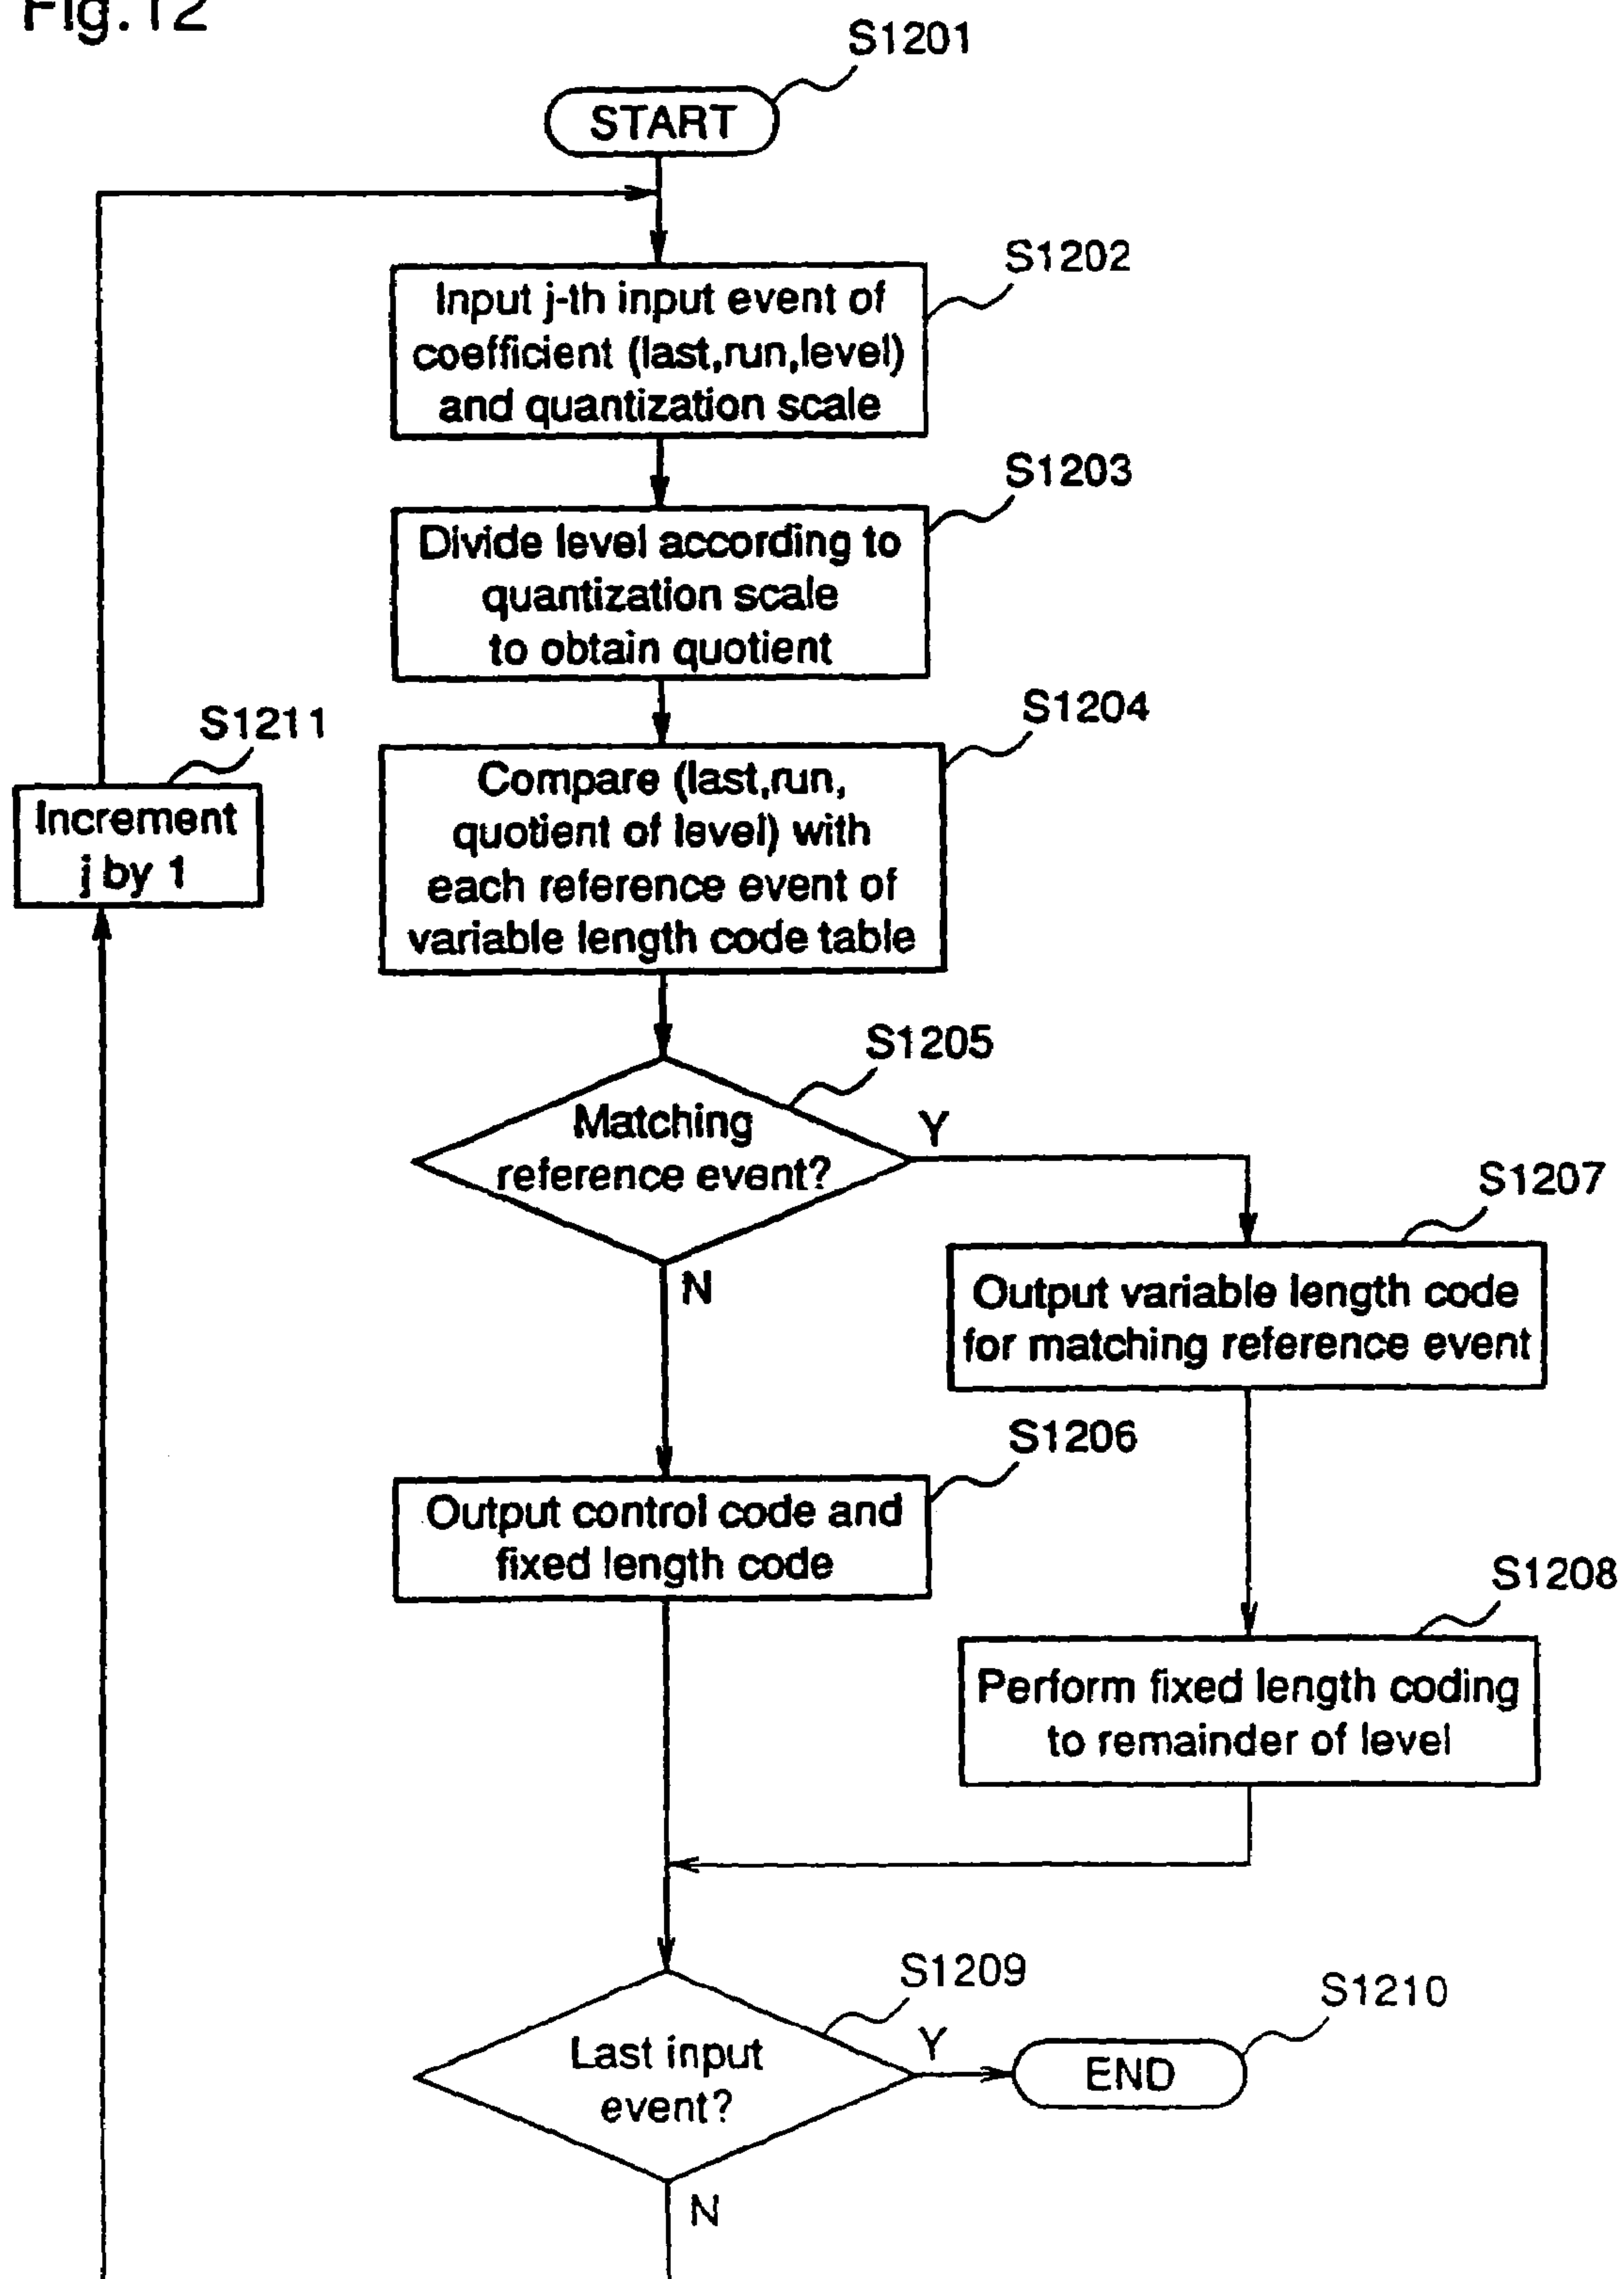 Fig.12
S1201
START
S1202
Input j-th input event of
coefficient (last,run,level)
and quantization scale
S1203
Divide level according to
quantization scale
to obtain quotient
S1204
Compare (last,run,
quotient of level) with
each reference event of
variable length code table
S1211
Increment
j by 1
S1205
Matching
reference event?
Y
N
S1207
Output variable length code
for matching reference event
S1206
Output control code and
fixed length code
S1208
Perform fixed length coding
to remainder of level
S1209
Last input
event?
Y
S1210
END
N